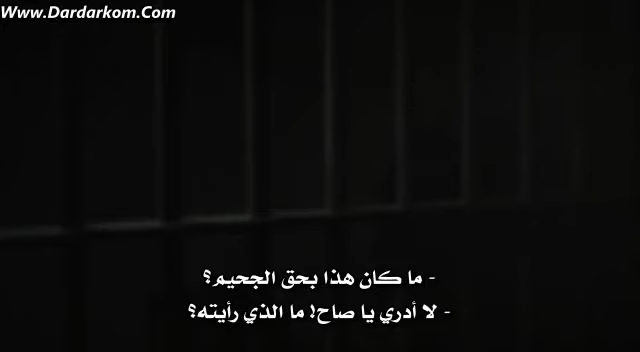 Www.Dardarkom.Com
- ما كان هذا بحق الجحيم؟
- لا أدري يا صاح! ما الذي رأيته؟